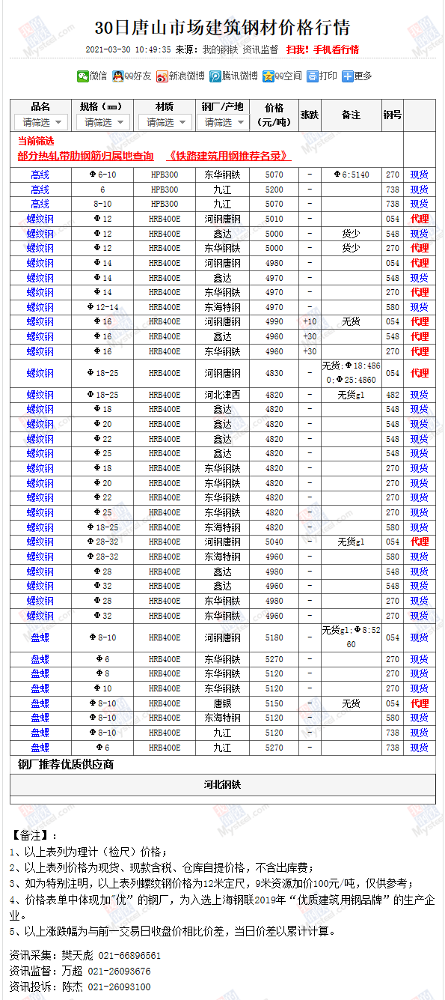 30日唐山市场建筑钢材价格行情
2021-03-30 10:49:35 来源：我的钢铁 资讯监督 扫我！手机看行情
微信 QQ好友 新浪微博 腾讯微博 QQ空间 打印 更多
品名 规格（mm） 材质 钢厂/产地 价格（元/吨） 涨跌 备注 钢号
请筛选 请筛选 请筛选 请筛选
当前筛选
部分热轧带肋钢筋归属地查询 《铁路建筑用钢推荐名录》
高线 Φ6-10 HPB300 东华钢铁 5070 - Φ6:5140 270 现货
高线 6 HPB300 九江 5200 - 738 现货
高线 8-10 HPB300 九江 5070 - 738 现货
螺纹钢 Φ12 HRB400E 河钢唐钢 5010 - 054 代理
螺纹钢 Φ12 HRB400E 鑫达 5000 - 货少 548 现货
螺纹钢 Φ12 HRB400E 东华钢铁 5000 - 货少 270 代理
螺纹钢 Φ14 HRB400E 河钢唐钢 4980 - 054 代理
螺纹钢 Φ14 HRB400E 鑫达 4970 - 548 现货
螺纹钢 Φ14 HRB400E 东华钢铁 4970 - 270 代理
螺纹钢 Φ12-14 HRB400E 东海特钢 4970 - 580 现货
螺纹钢 Φ16 HRB400E 河钢唐钢 4990 +10 无货 054 代理
螺纹钢 Φ16 HRB400E 鑫达 4960 +30 548 代理
螺纹钢 Φ16 HRB400E 东华钢铁 4960 +30 270 代理
螺纹钢 Φ18-25 HRB400E 河钢唐钢 4830 - 无货;Φ18:4860;Φ25:4860 054 代理
螺纹钢 Φ18-25 HRB400E 河北津西 4820 - 无货gl 482 现货
螺纹钢 Φ18 HRB400E 鑫达 4820 - 548 现货
螺纹钢 Φ20 HRB400E 鑫达 4820 - 548 现货
螺纹钢 Φ22 HRB400E 鑫达 4820 - 548 现货
螺纹钢 Φ25 HRB400E 鑫达 4820 - 548 现货
螺纹钢 Φ18 HRB400E 东华钢铁 4820 - 270 现货
螺纹钢 Φ20 HRB400E 东华钢铁 4820 - 270 现货
螺纹钢 Φ22 HRB400E 东华钢铁 4820 - 270 现货
螺纹钢 Φ25 HRB400E 东华钢铁 4820 - 270 现货
螺纹钢 Φ18-25 HRB400E 东海特钢 4820 - 580 现货
螺纹钢 Φ28-32 HRB400E 河钢唐钢 5040 - 无货gl 054 代理
螺纹钢 Φ28-32 HRB400E 东海特钢 4960 - 580 现货
螺纹钢 Φ28 HRB400E 鑫达 4980 - 548 现货
螺纹钢 Φ32 HRB400E 鑫达 4960 - 548 现货
螺纹钢 Φ28 HRB400E 东华钢铁 4980 - 270 现货
螺纹钢 Φ32 HRB400E 东华钢铁 4960 - 270 现货
盘螺 Φ8-10 HRB400E 河钢唐钢 5180 - 无货gl;Φ8:5260 054 现货
盘螺 Φ6 HRB400E 东华钢铁 5270 - 270 现货
盘螺 Φ8 HRB400E 东华钢铁 5120 - 270 现货
盘螺 Φ10 HRB400E 东华钢铁 5120 - 270 现货
盘螺 Φ8-10 HRB400E 唐银 5150 - 无货 054 代理
盘螺 Φ8-10 HRB400E 东海特钢 5120 - 580 现货
盘螺 Φ8-10 HRB400E 九江 5120 - 738 现货
盘螺 Φ6 HRB400E 九江 5270 - 738 现货
钢厂推荐优质供应商
河北钢铁
【备注】：
1、以上表列为理计（检尺）价格；
2、以上表列价格为现货、现款含税、仓库自提价格，不含出库费；
3、如为特别注明，以上表列螺纹钢价格为12米定尺，9米资源加价100元/吨，仅供参考；
4、价格表单中体现加"优”的钢厂，为入选上海钢联2019年“优质建筑用钢品牌”的生产企
业。
5、以上涨跌幅为与前一交易日收盘价相比价差，当日价差以累计计算。
资讯采集：樊天彪 021-66896561
资讯监督：万超 021-26093676
资讯投诉：陈杰 021-26093100